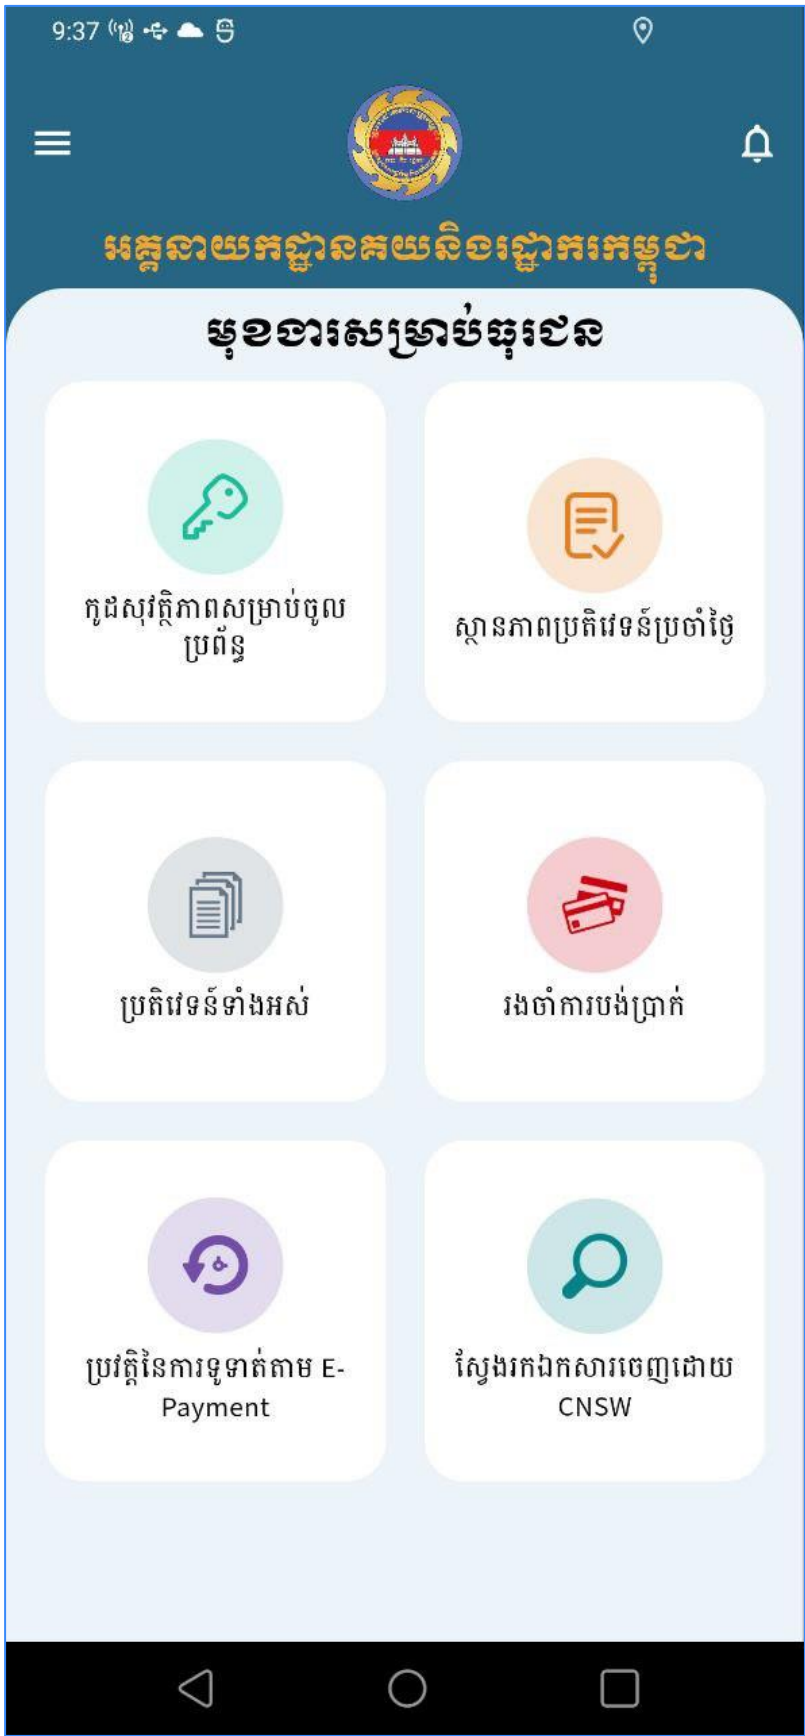 9:37
អគ្គនាយកដ្ឋានគយនិងរដ្ឋាករកម្ពុជា
មុខងារសម្រាប់ធុរជន
កូដសុវត្ថិភាពសម្រាប់ចូល
ប្រព័ន្ធ
ស្ថានភាពប្រតិវេទន៍ប្រចាំថ្ងៃ
ប្រតិវេទន៍ទាំងអស់
រងចាំការបង់ប្រាក់
ប្រវត្តិនៃការទូទាត់តាម E-
Payment
ស្វែងរកឯកសារចេញដោយ
CNSW